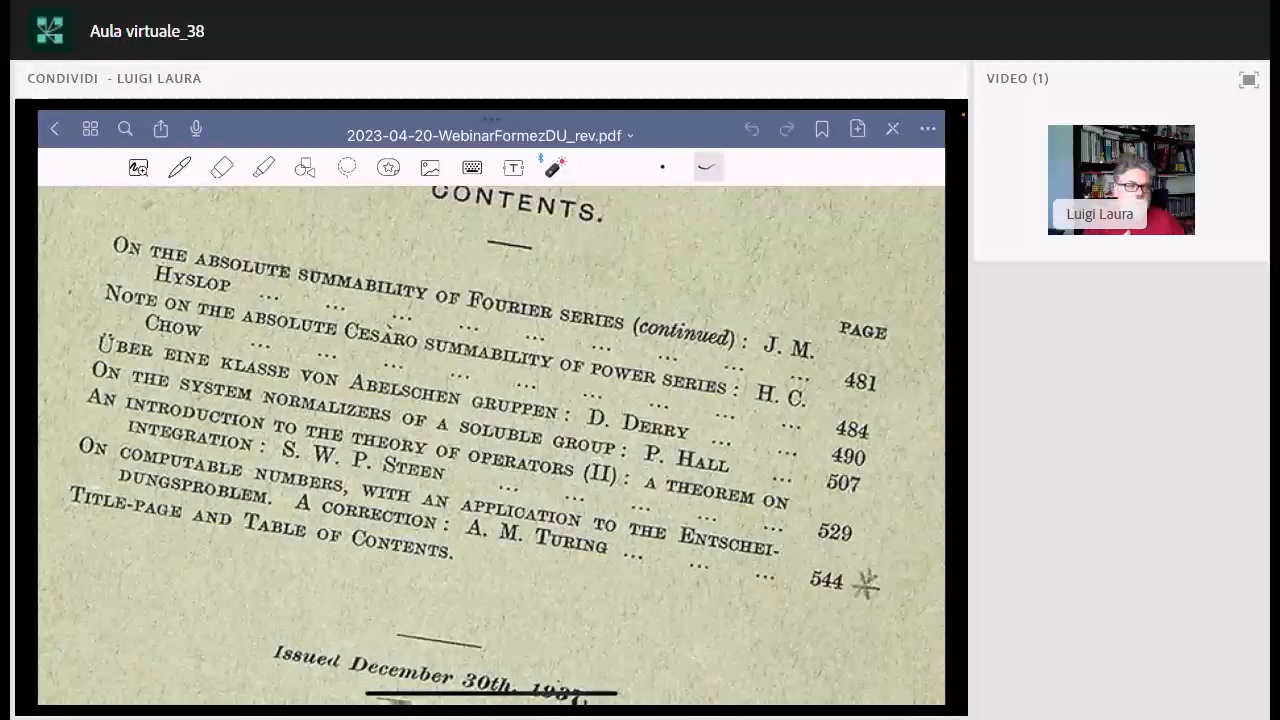 Aula virtuale_38
CONDIVIDI - LUIGI LAURA
VIDEO (1)
2023-04-20-WebinarFormezDU_rev.pdf
Luigi Laura
CONTENTS.
PAGE
ON THE ABSOLUTE SUMMABILITY OF FOURIER SERIES (continued): J. M.
HYSLOP ... ... ... ... ... ... ... ... ... 481
NOTE ON THE ABSOLUTE CESÀRO SUMMABILITY OF POWER SERIES: H. C.
CHOW ... ... ... ... ... ... ... ... ... 484
ÜBER EINE KLASSE VON ABELSCHEN GRUPPEN: D. DERRY ... ... 490
ON THE SYSTEM NORMALIZERS OF A SOLUBLE GROUP: P. HALL ... 507
AN INTRODUCTION TO THE THEORY OF OPERATORS (II): A THEOREM ON
INTEGRATION: S. W. P. STEEN ... ... ... ... ... 529
ON COMPUTABLE NUMBERS, WITH AN APPLICATION TO THE ENTSCHEI-
DUNGSPROBLEM. A CORRECTION: A. M. TURING ... ... ... 544
TITLE-PAGE AND TABLE OF CONTENTS.
Issued December 30th, 1937.